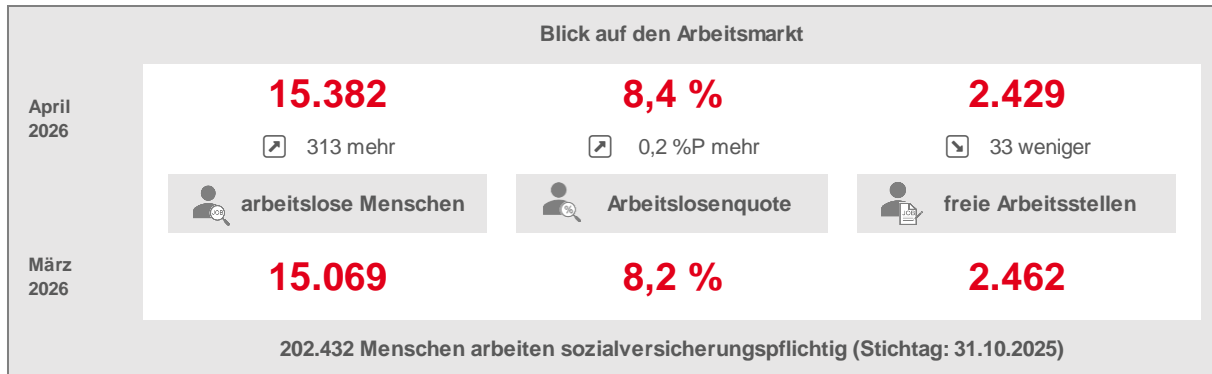 Blick auf den Arbeitsmarkt
April
2026
15.382
8,4 %
2.429
313 mehr
0,2 %P mehr
33 weniger
JOB
arbeitslose Menschen
%
Arbeitslosenquote
JOB
freie Arbeitsstellen
März
2026
15.069
8,2 %
2.462
202.432 Menschen arbeiten sozialversicherungspflichtig (Stichtag: 31.10.2025)